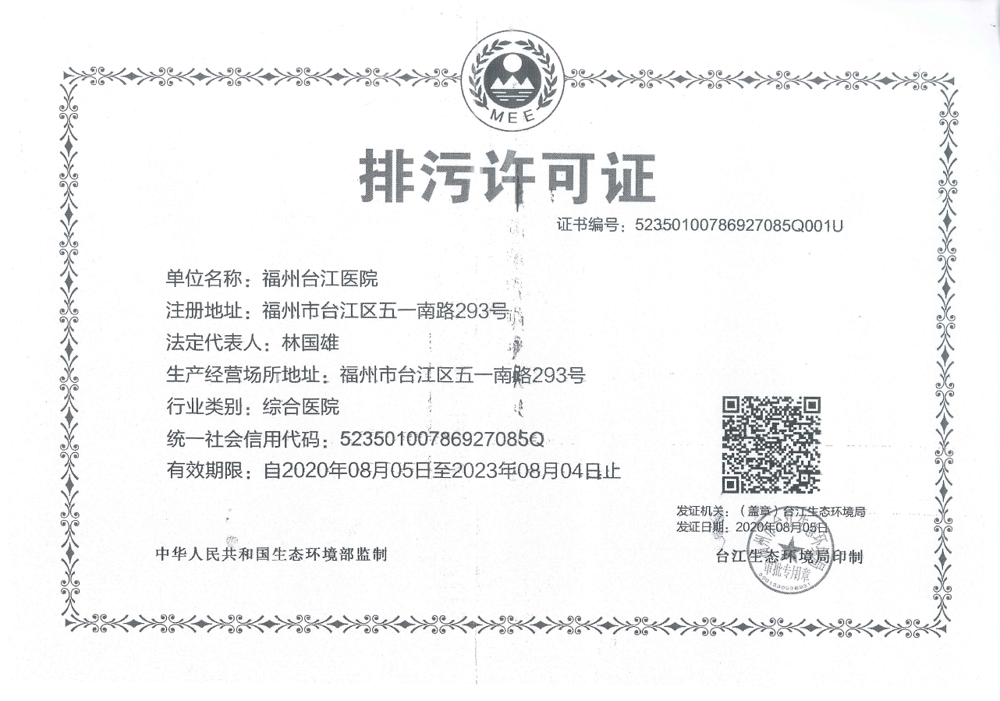 MEE
排污许可证
证书编号：52350100786927085Q001U
单位名称：福州台江医院
注册地址：福州市台江区五一南路293号
法定代表人：林国雄
生产经营场所地址：福州市台江区五一南路293号
行业类别：综合医院
统一社会信用代码：52350100786927085Q
有效期限：自2020年08月05日至2023年08月04日止
发证机关：（盖章）台江生态环境局
发证日期：2020年08月05日
中华人民共和国生态环境部监制
台江生态环境局印制
审批专用章